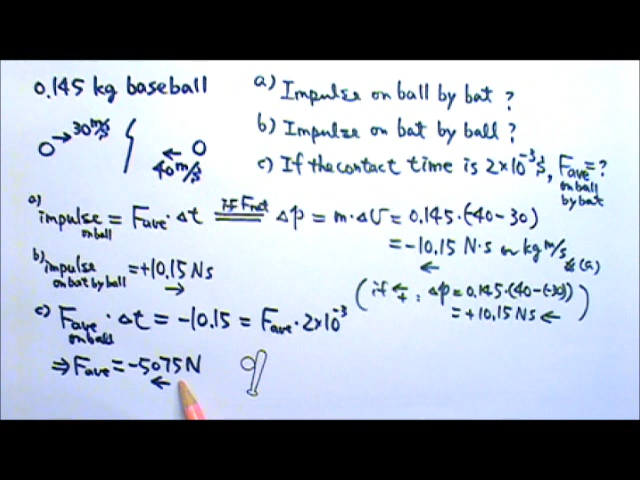 0.145 kg baseball
30 m/s
40 m/s
a) Impulse on ball by bat ?
b) Impulse on bat by ball ?
c) If the contact time is 2×10⁻³ s, Fave = ?
on ball
by bat
a) impulse = Fave · Δt = if Fnet Δp = m·Δv = 0.145·(-40-30)
on ball
= -10.15 N·s or kg m/s
←
b) impulse = +10.15 Ns
on bat by ball →
(a)
(if ← + : Δp = 0.145·(40-(-30))
= +10.15 Ns ←)
c) Fave · Δt = -10.15 = Fave · 2×10⁻³
on ball
⇒ Fave = -5075 N
←